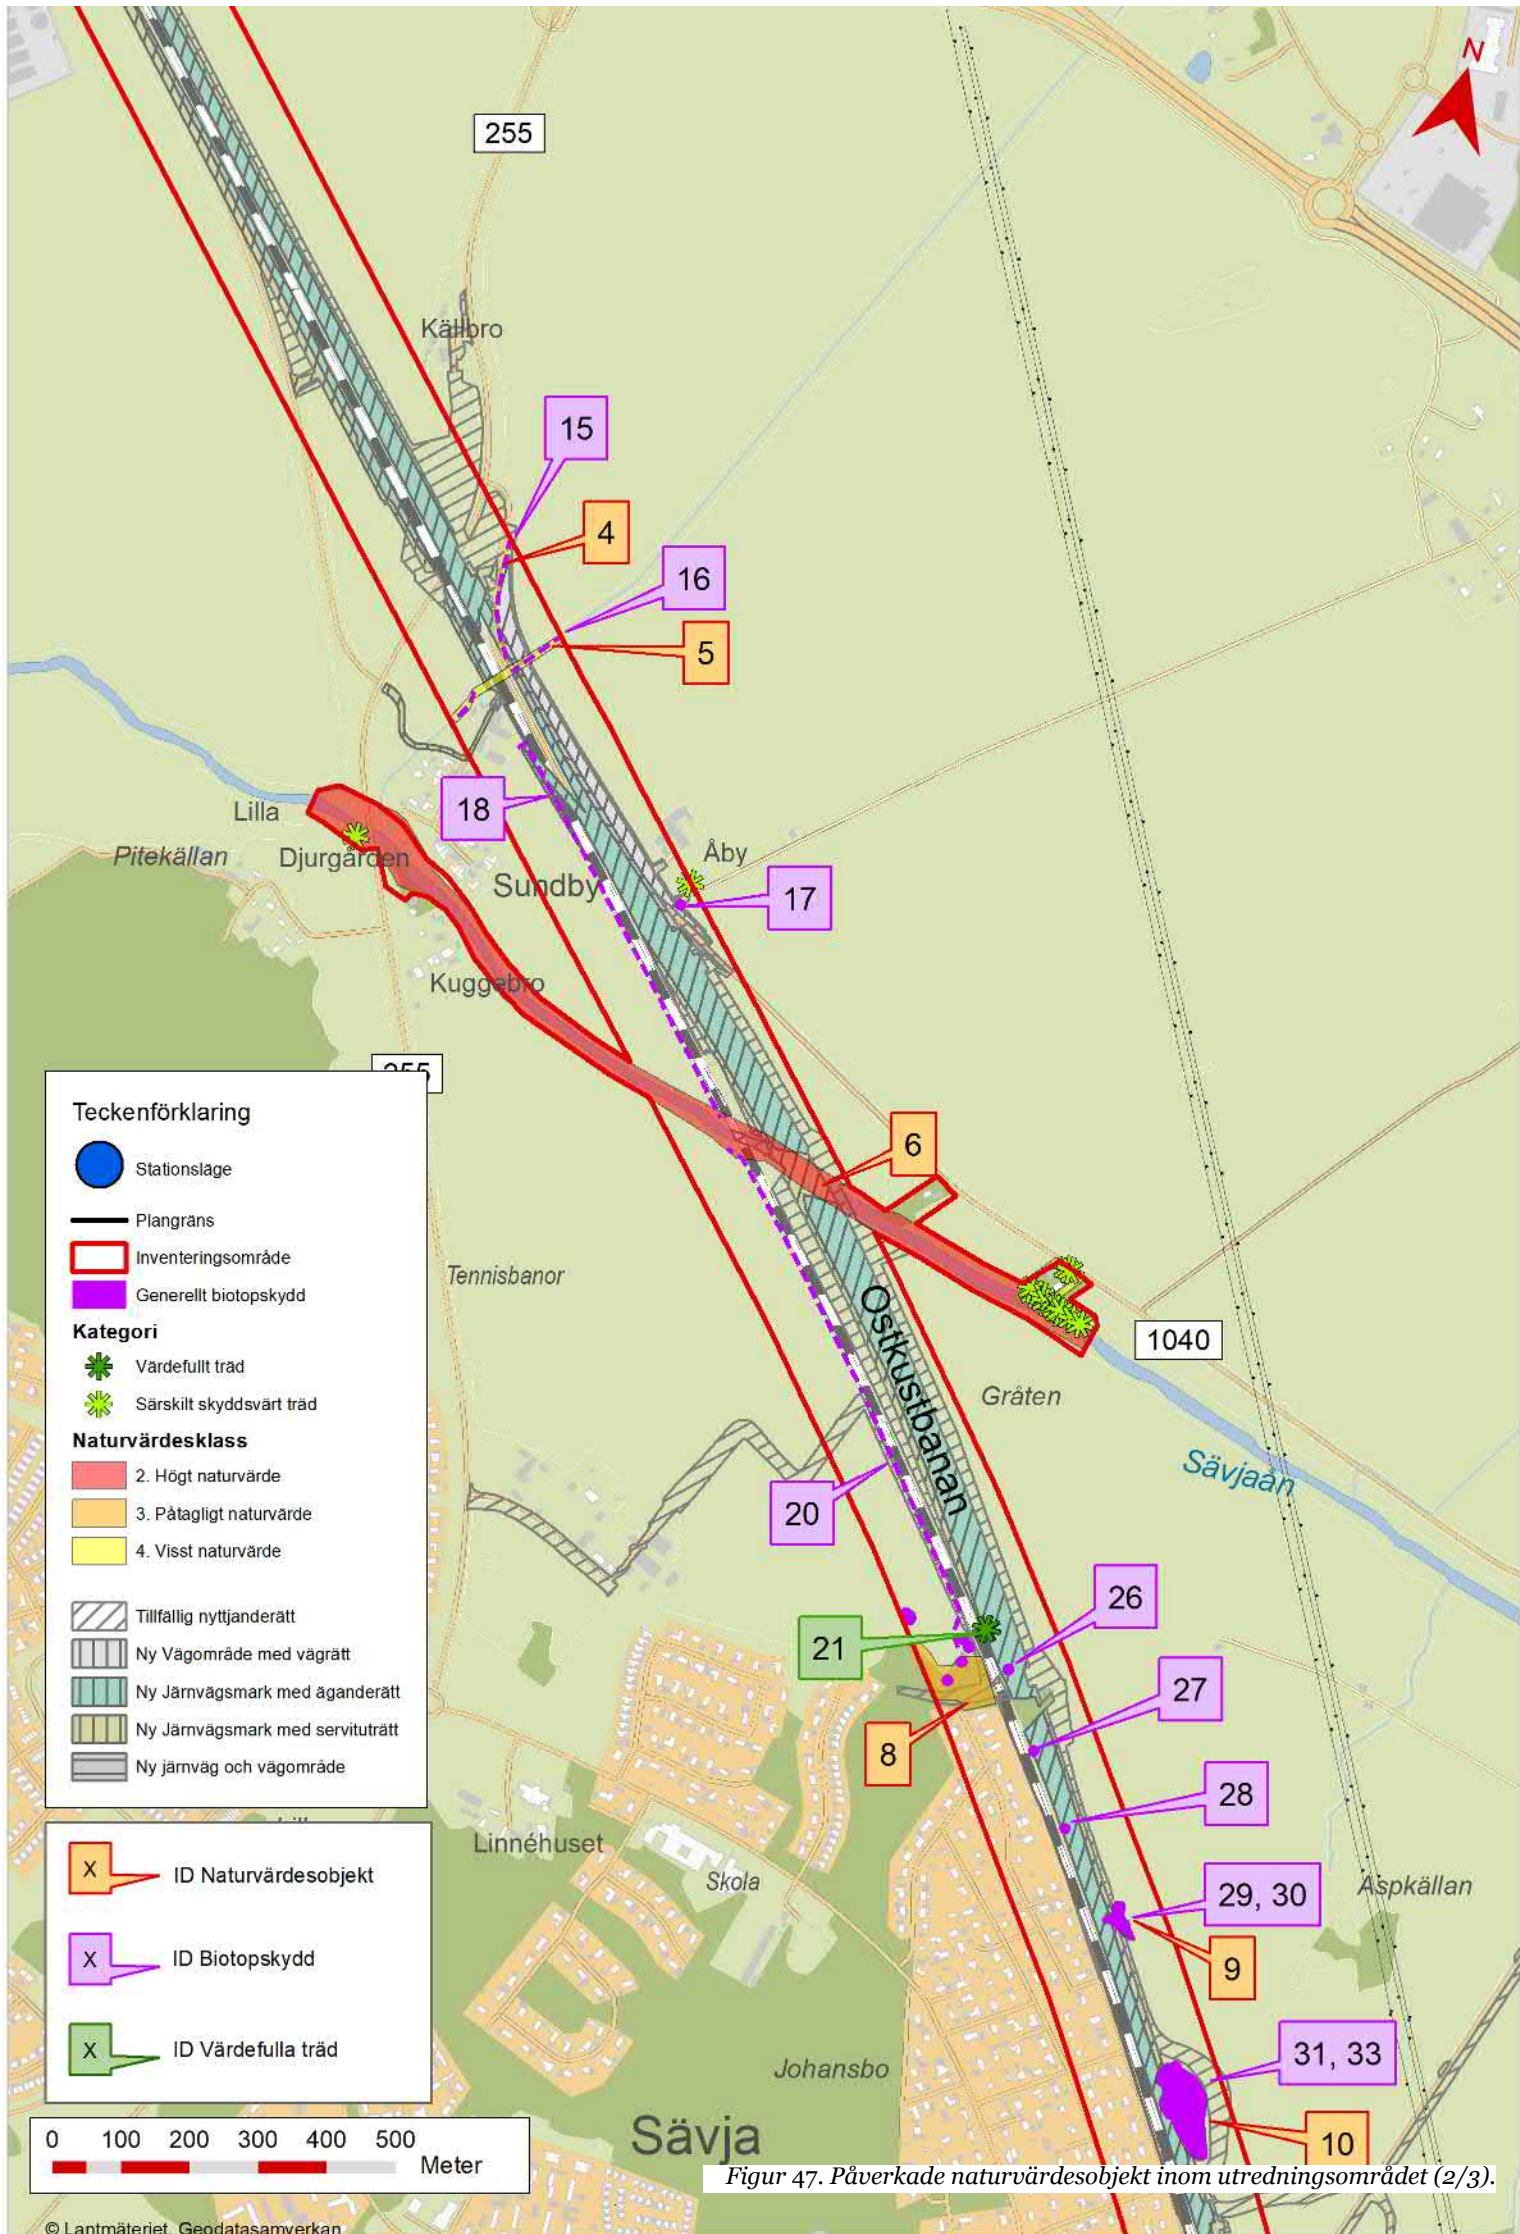 N
255
Källbro
15
4
16
5
18
Lilla
Djurgården
Pitekällan
Sundby
Åby
17
Kuggebro
255
6
Teckenförklaring
Stationsläge
Plangräns
Inventeringsområde
Generellt biotopskydd
Kategori
Värdefullt träd
Särskilt skyddsvärt träd
Naturvärdesklass
2. Högt naturvärde
3. Påtagligt naturvärde
4. Visst naturvärde
Tillfällig nyttjanderätt
Ny Vägområde med vägrätt
Ny Järnvägsmark med äganderätt
Ny Järnvägsmark med servituträtt
Ny järnväg och vägområde
Tennisbanor
Ostkustbanan
1040
Gråten
Sävjaån
20
26
21
27
8
28
Linnéhuset
Skola
29, 30
Aspkällan
9
X ID Naturvärdesobjekt
X ID Biotopskydd
X ID Värdefulla träd
31, 33
Johansbo
10
Sävja
0 100 200 300 400 500
Meter
Figur 47. Påverkade naturvärdesobjekt inom utredningsområdet (2/3).
© Lantmäteriet, Geodatasamverkan